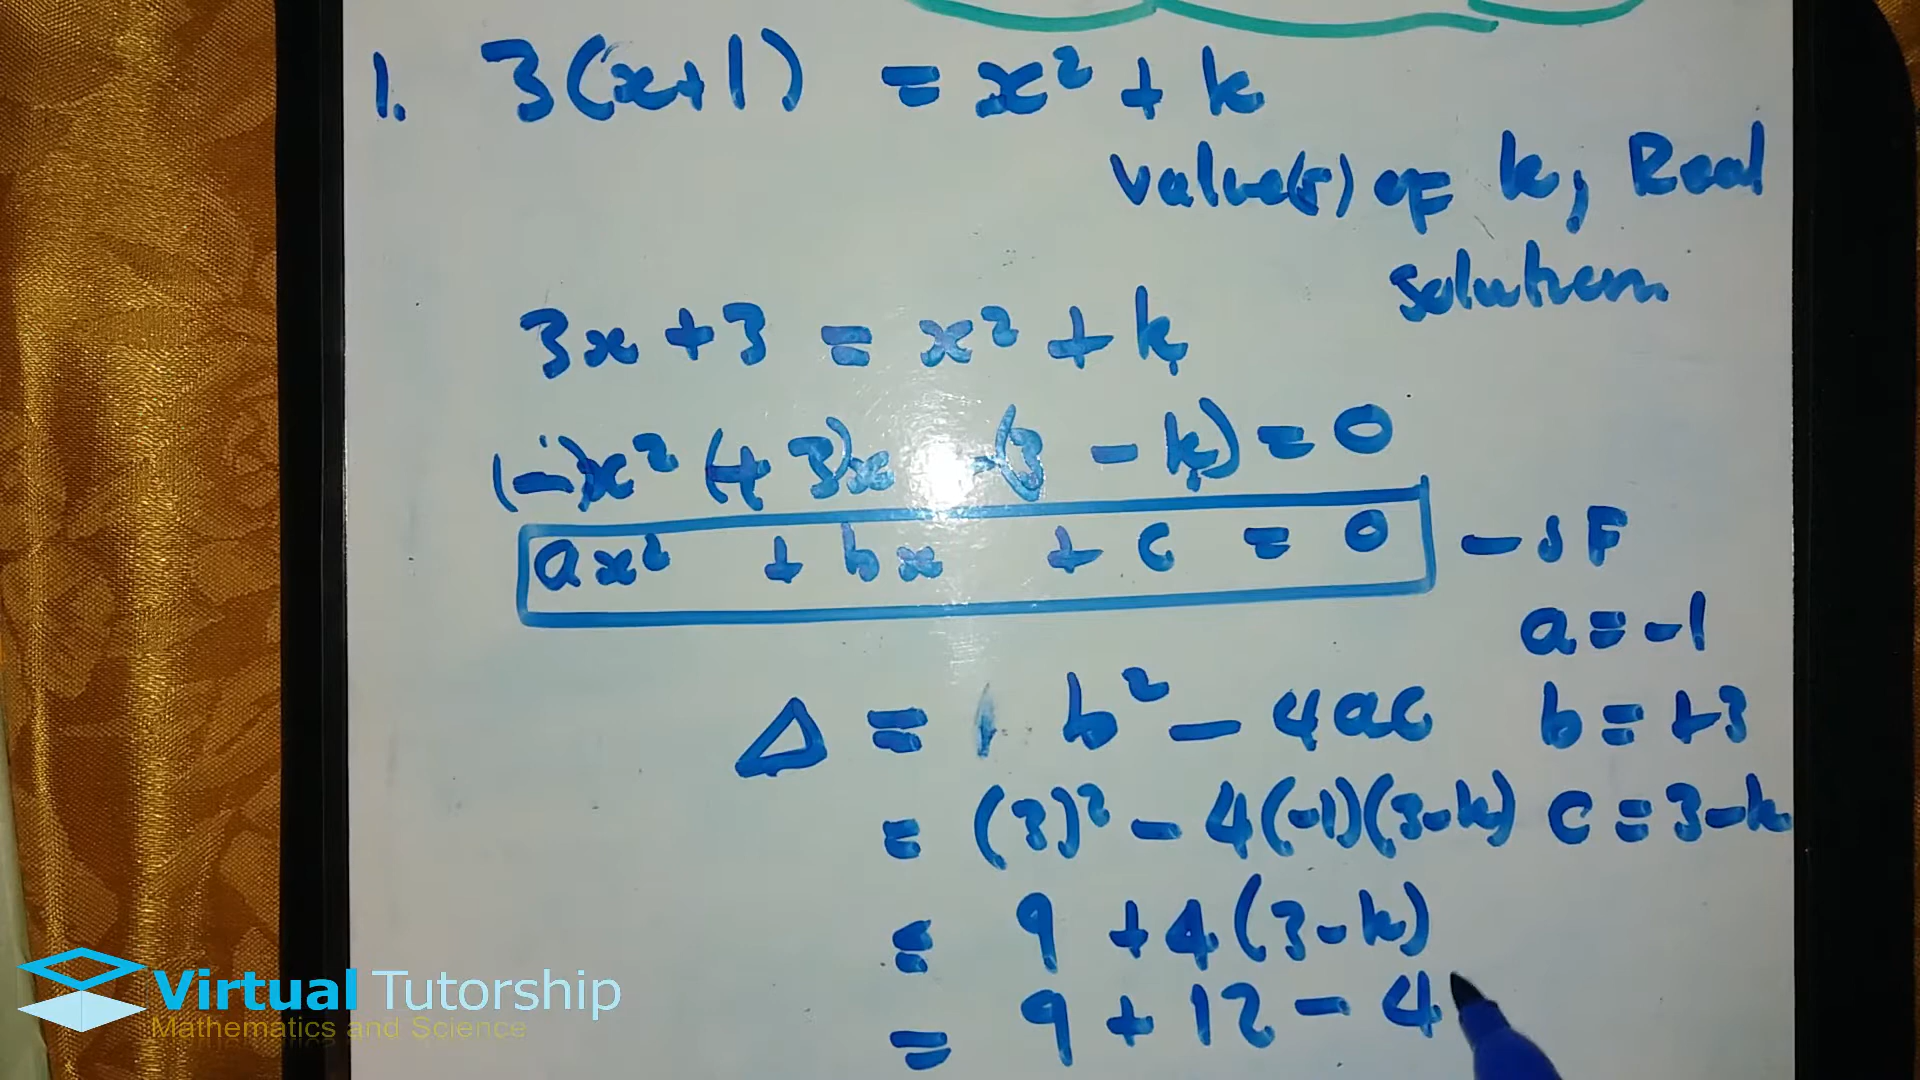 1. 3(x+1) = x² + k
value(s) of k, Real
solution.
3x + 3 = x² + k
(-)x² (+3)x (3 - k) = 0
ax² + bx + c = 0 - SF
a = -1
Δ = b² - 4ac b = +3
= (3)² - 4(-1)(3-k) c = 3-k
= 9 + 4(3-k)
= 9 + 12 - 4
Virtual Tutorship
Mathematics and Science